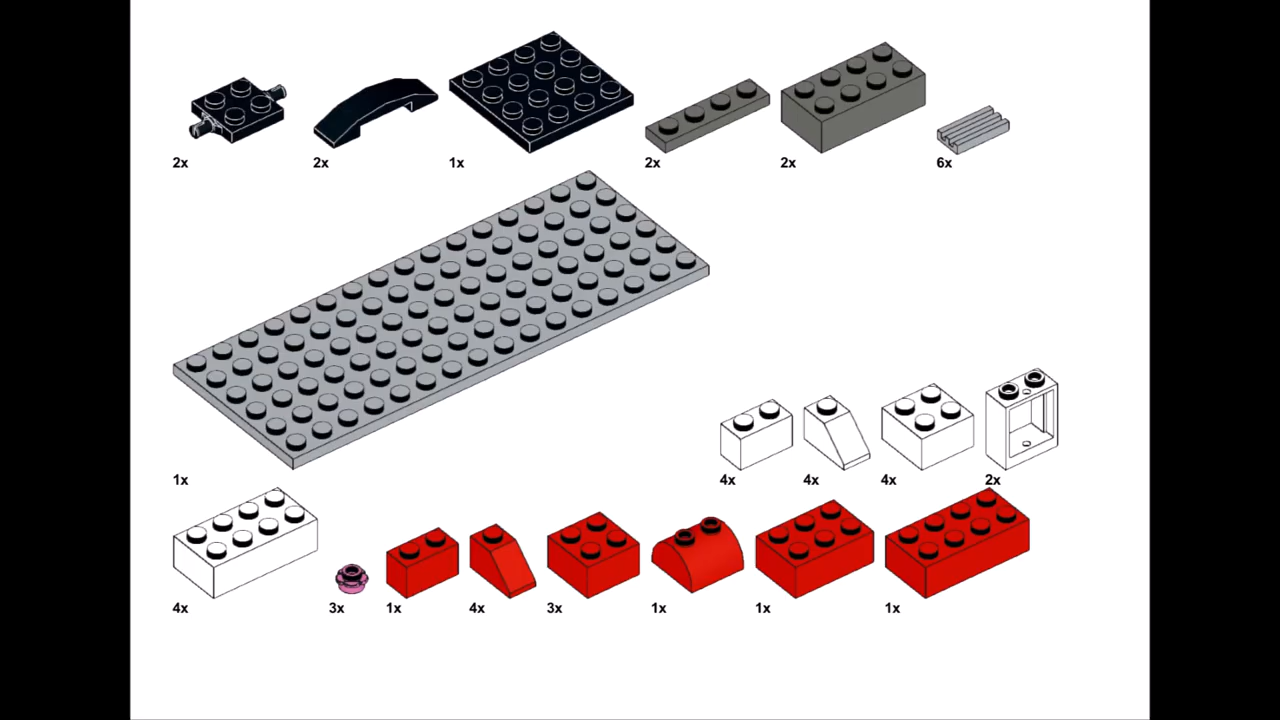 2x 2x 1x 2x 2x 6x
1x 4x 4x 4x 2x
4x 3x 1x 4x 3x 1x 1x 1x